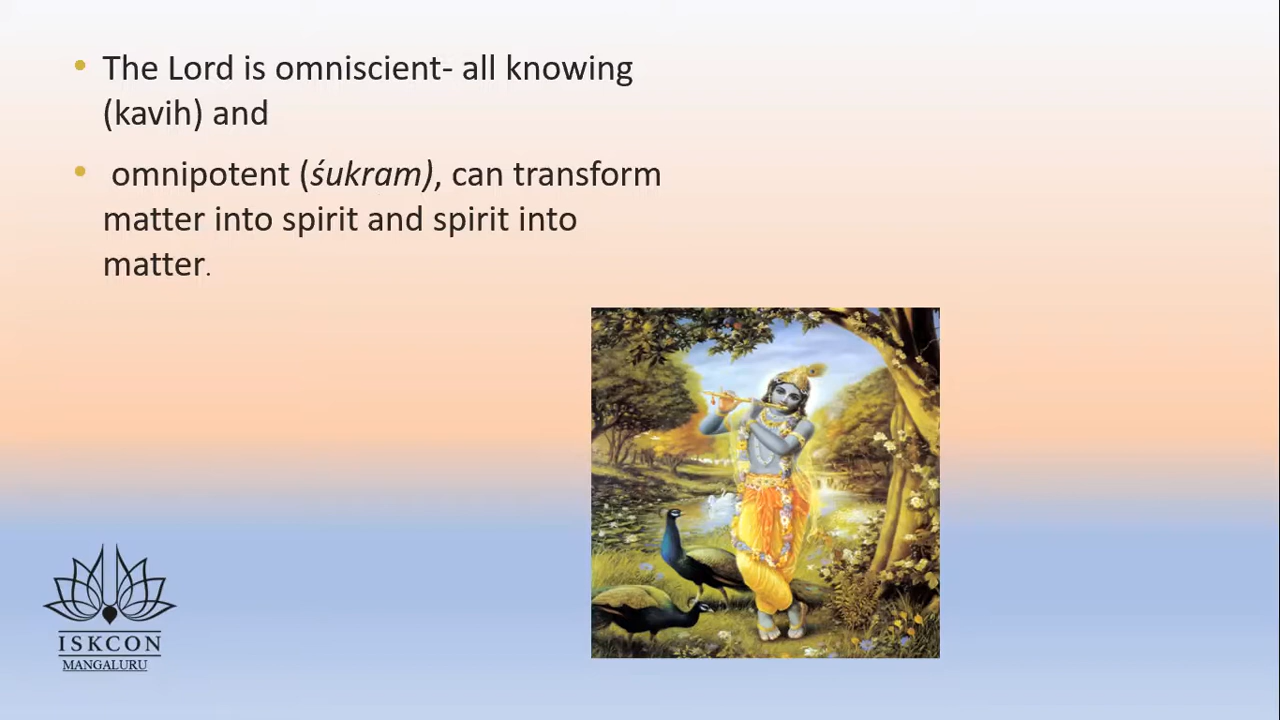 • The Lord is omniscient- all knowing
(kavih) and
• omnipotent (śukram), can transform
matter into spirit and spirit into
matter.
ISKCON
MANGALURU